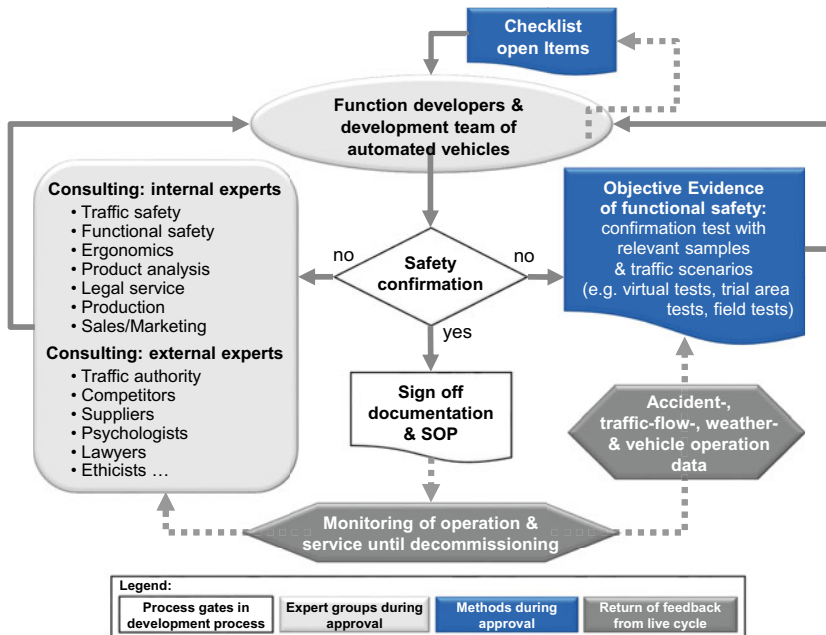 Checklist
open Items
Function developers &
development team of
automated vehicles
Consulting: internal experts
• Traffic safety
• Functional safety
• Ergonomics
• Product analysis
• Legal service
• Production
• Sales/Marketing
Consulting: external experts
• Traffic authority
• Competitors
• Suppliers
• Psychologists
• Lawyers
• Ethicists …
no
Safety
confirmation
no
yes
Objective Evidence
of functional safety:
confirmation test with
relevant samples
& traffic scenarios
(e.g. virtual tests, trial area
tests, field tests)
Sign off
documentation
& SOP
Accident-,
traffic-flow-, weather-
& vehicle operation
data
Monitoring of operation &
service until decommissioning
Legend:
Process gates in
development process
Expert groups during
approval
Methods during
approval
Return of feedback
from live cycle